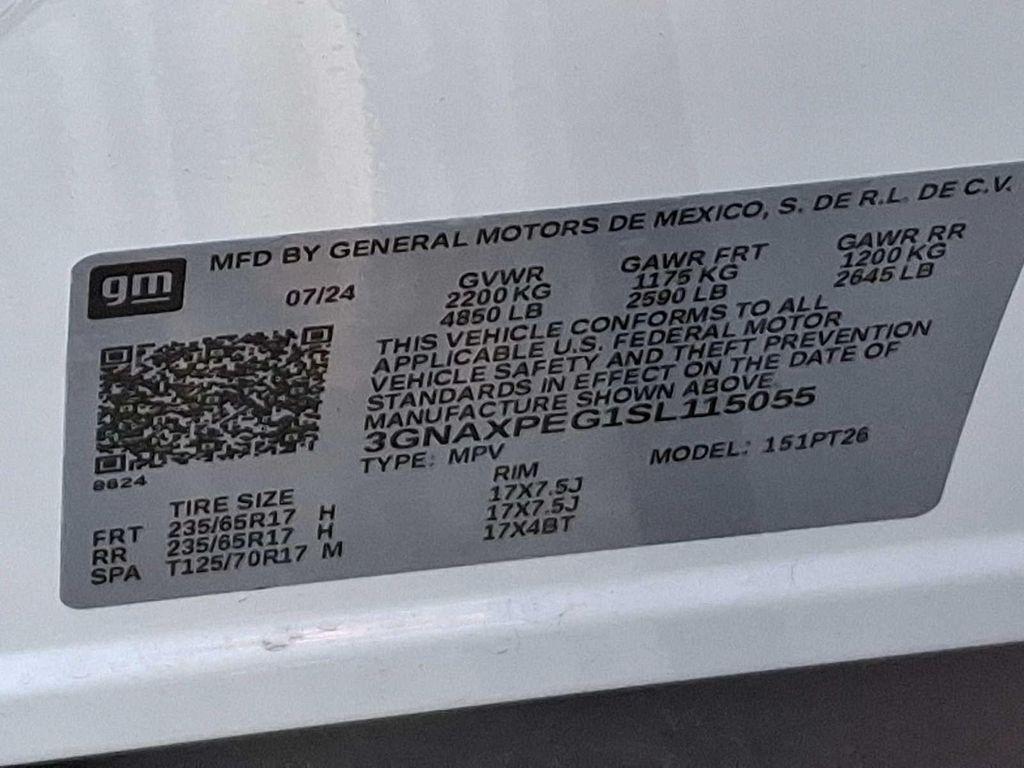 gm
MFD BY GENERAL MOTORS DE MEXICO, S. DE R.L. DE C.V.
07/24
GVWR GAWR FRT GAWR RR
2200 KG 1175 KG 1200 KG
4850 LB 2590 LB 2645 LB
THIS VEHICLE CONFORMS TO ALL
APPLICABLE U.S. FEDERAL MOTOR
VEHICLE SAFETY AND THEFT PREVENTION
STANDARDS IN EFFECT ON THE DATE OF
MANUFACTURE SHOWN ABOVE.
3GNAXPEG1SL115055
TYPE: MPV MODEL: 151PT26
8624
TIRE SIZE RIM
FRT 235/65R17 H 17X7.5J
RR 235/65R17 H 17X7.5J
SPA T125/70R17 M 17X4BT